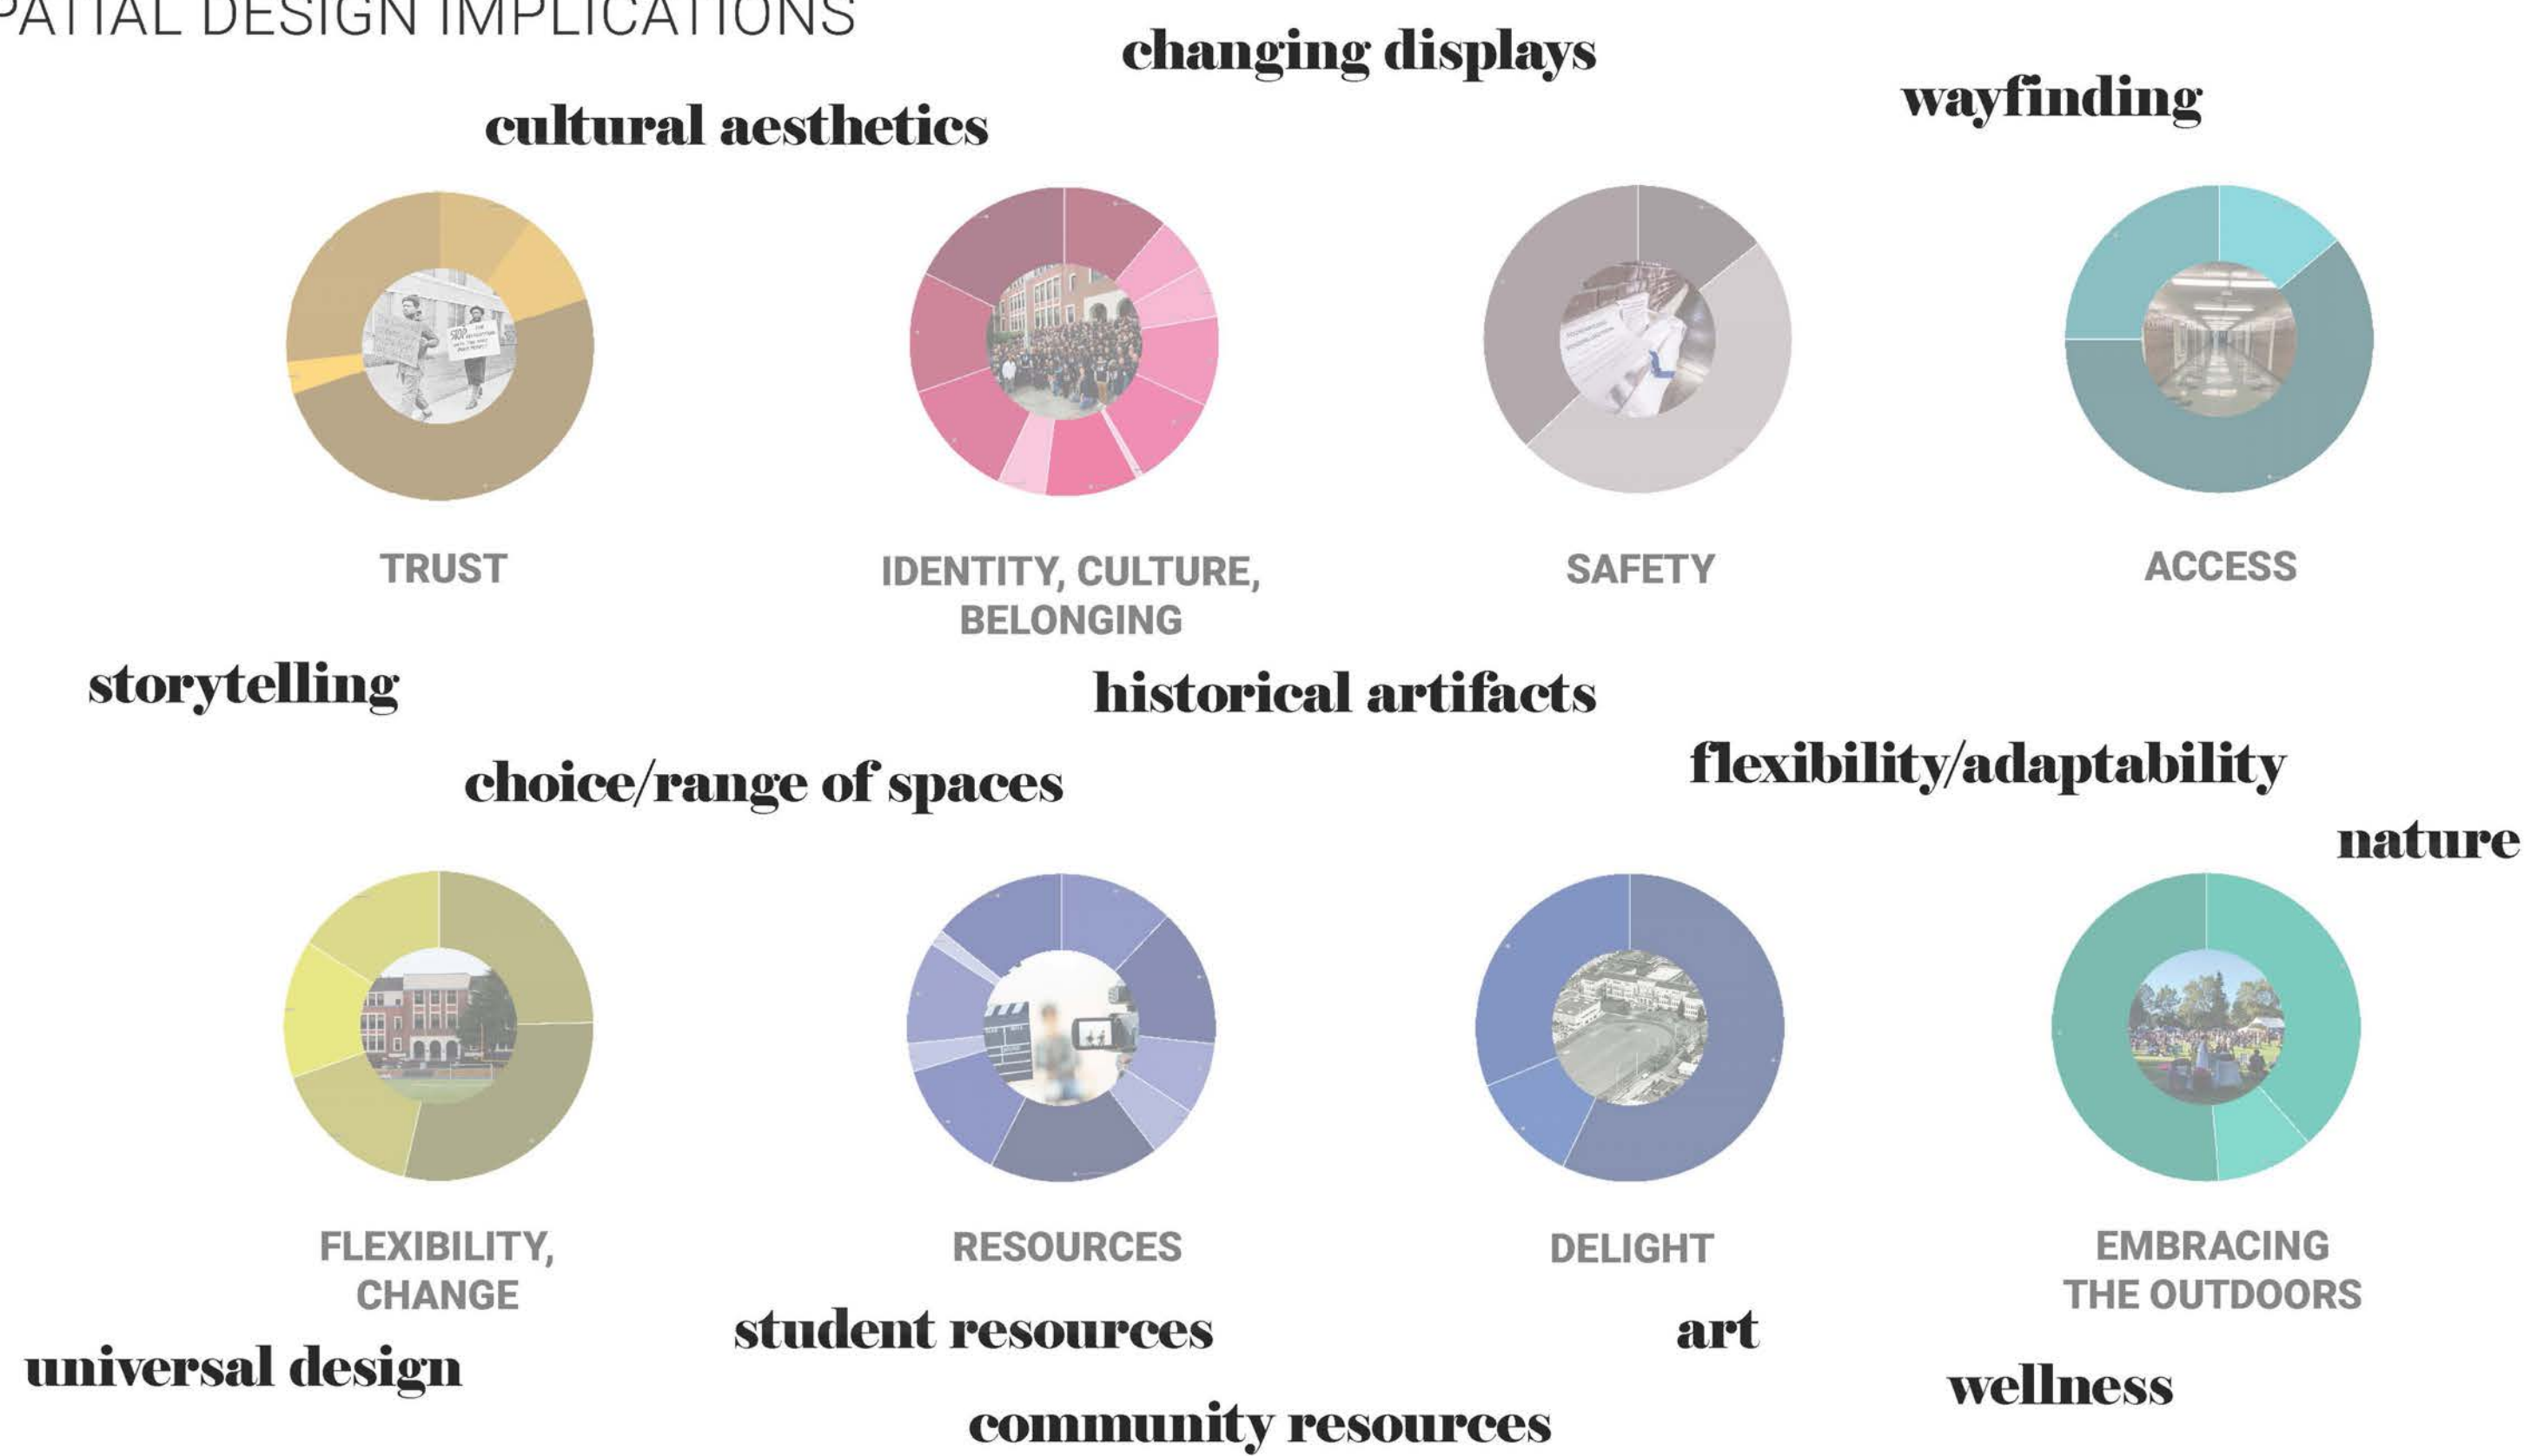 PATIAL DESIGN IMPLICATIONS
changing displays
wayfinding
cultural aesthetics
STOP
TRUST
IDENTITY, CULTURE,
BELONGING
SAFETY
ACCESS
storytelling
historical artifacts
choice/range of spaces
flexibility/adaptability
nature
FLEXIBILITY,
CHANGE
RESOURCES
DELIGHT
EMBRACING
THE OUTDOORS
student resources
art
universal design
wellness
community resources